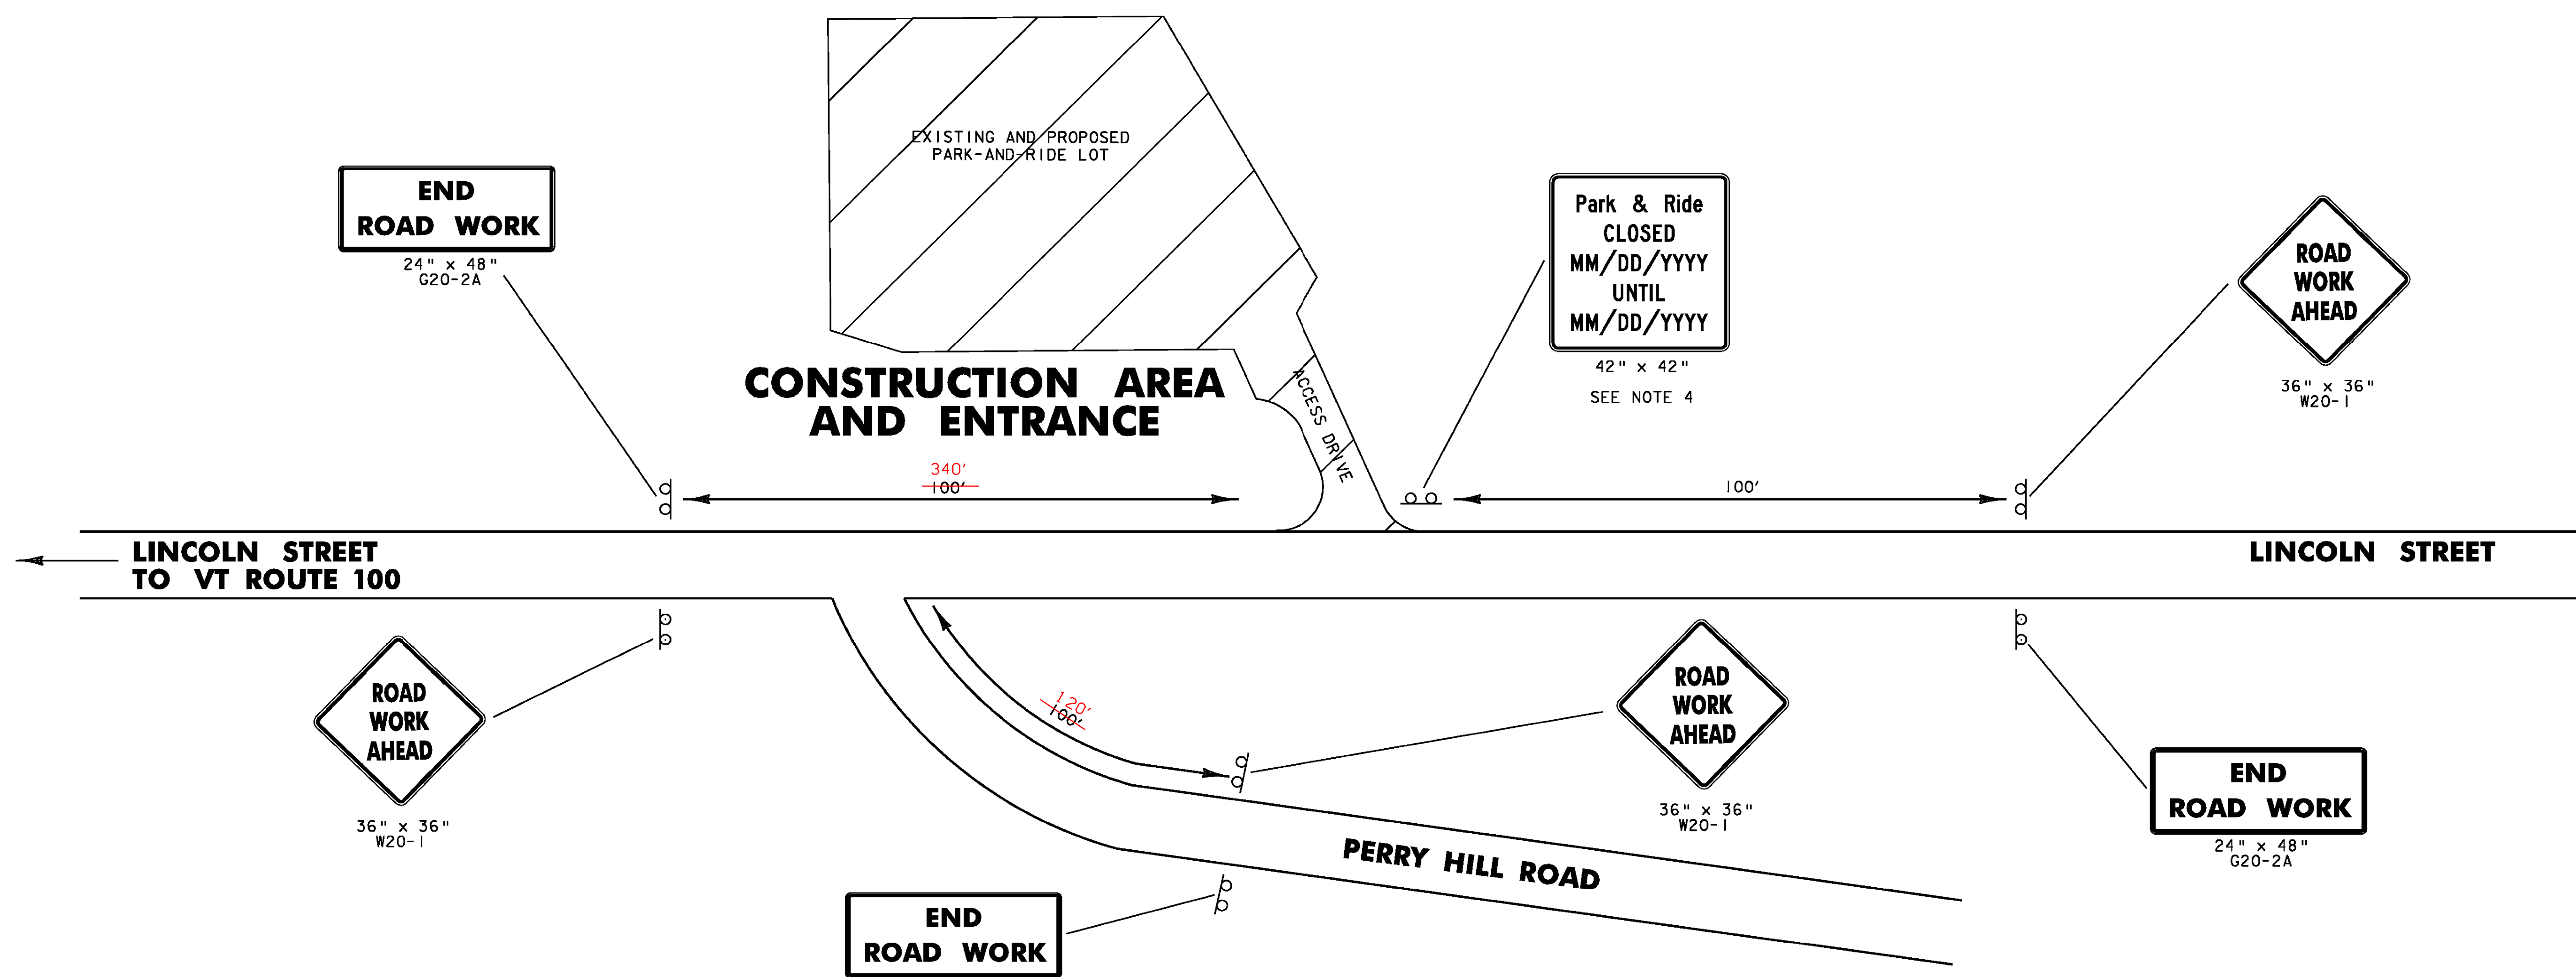 EXISTING AND PROPOSED
PARK-AND-RIDE LOT
END
ROAD WORK
24" x 48"
G20-2A
Park & Ride
CLOSED
MM/DD/YYYY
UNTIL
MM/DD/YYYY
42" x 42"
SEE NOTE 4
ROAD
WORK
AHEAD
36" x 36"
W20-1
CONSTRUCTION AREA
AND ENTRANCE
ACCESS DRIVE
340'
100'
100'
LINCOLN STREET
TO VT ROUTE 100
LINCOLN STREET
ROAD
WORK
AHEAD
36" x 36"
W20-1
120'
100'
ROAD
WORK
AHEAD
36" x 36"
W20-1
END
ROAD WORK
24" x 48"
G20-2A
PERRY HILL ROAD
END
ROAD WORK